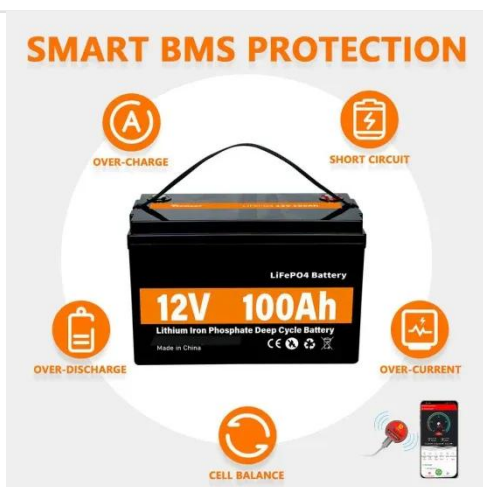 SMART BMS PROTECTION
A
OVER-CHARGE
SHORT CIRCUIT
LiFePO4 Battery
12V 100Ah
Lithium Iron Phosphate Deep Cycle Battery
Made in China
CE
OVER-DISCHARGE
OVER-CURRENT
CELL BALANCE